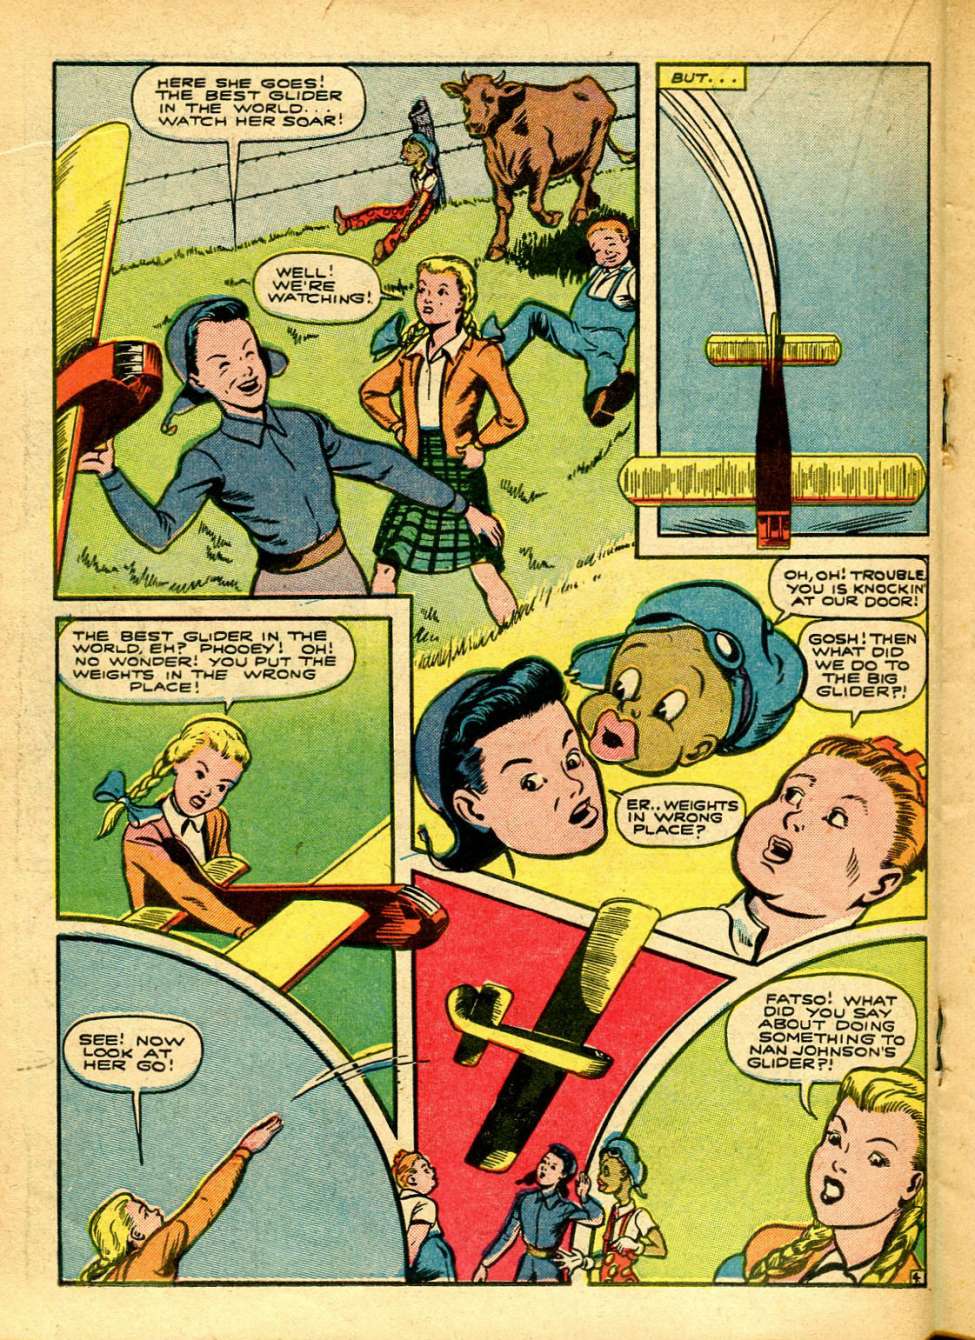 HERE SHE GOES!
THE BEST GLIDER
IN THE WORLD...
WATCH HER SOAR!
WELL!
WE'RE
WATCHING!
BUT...
THE BEST GLIDER IN THE
WORLD, EH? PHOOEY! OH!
NO WONDER! YOU PUT THE
WEIGHTS IN THE WRONG
PLACE!
OH, OH! TROUBLE
YOU IS KNOCKIN'
AT OUR DOOR!
GOSH! THEN
WHAT DID
WE DO TO
THE BIG
GLIDER?!
ER.. WEIGHTS
IN WRONG
PLACE?
SEE! NOW
LOOK AT
HER GO!
FATSO! WHAT
DID YOU SAY
ABOUT DOING
SOMETHING TO
NAN JOHNSON'S
GLIDER?!
4